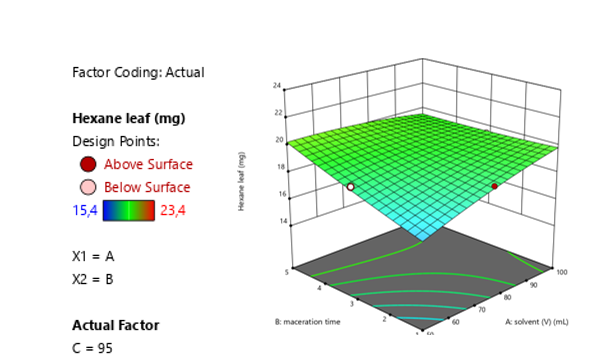 Factor Coding: Actual
Hexane leaf (mg)
Design Points:
Above Surface
Below Surface
15,4 23,4
X1 = A
X2 = B
Actual Factor
C = 95
Hexane leaf (mg)
24
22
20
18
16
14
5
4
3
2
1
50
60
70
80
90
100
B: maceration time
A: solvent (V) (mL)